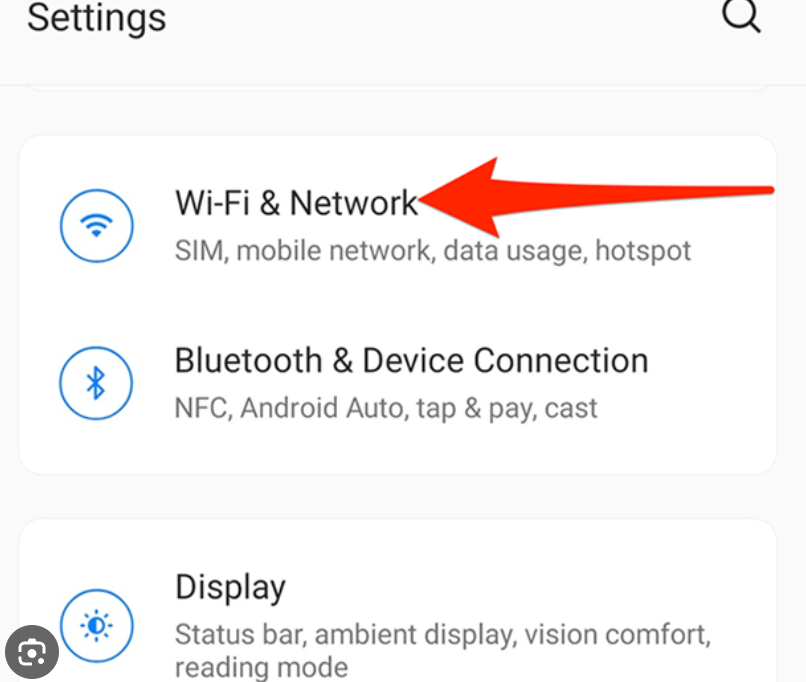 Settings
Wi-Fi & Network
SIM, mobile network, data usage, hotspot
Bluetooth & Device Connection
NFC, Android Auto, tap & pay, cast
Display
Status bar, ambient display, vision comfort,
reading mode